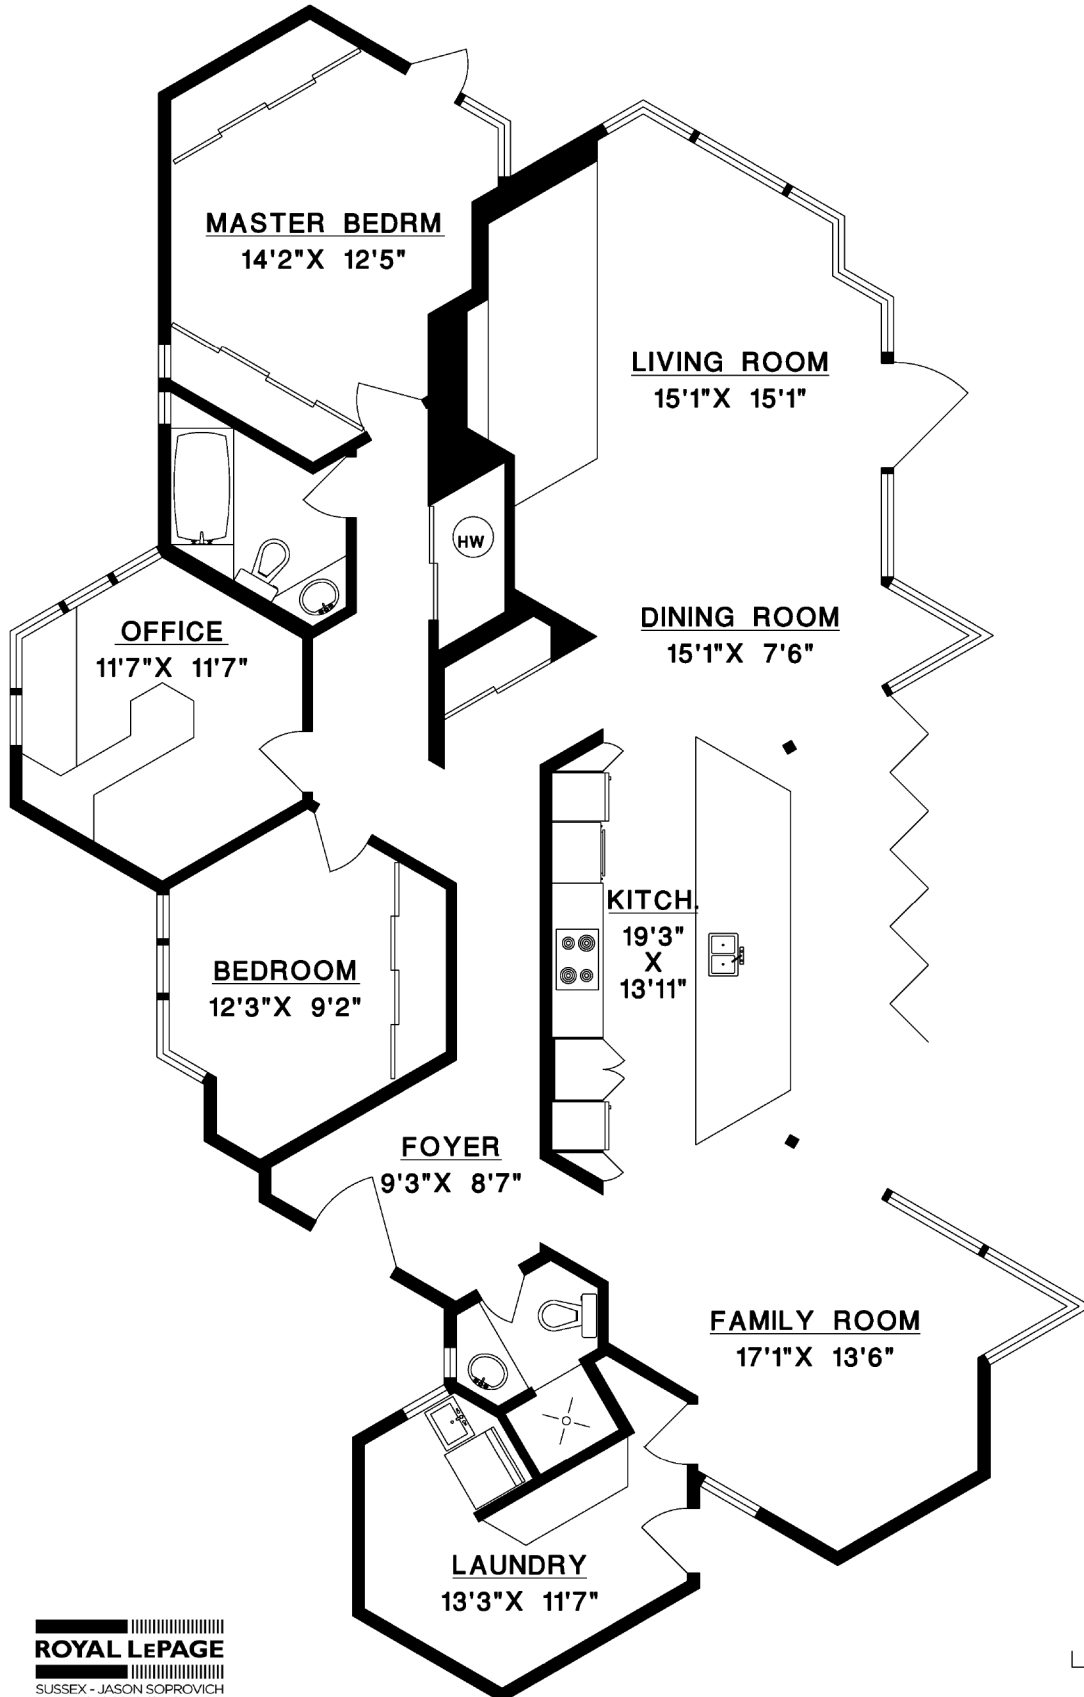 MASTER BEDRM
14'2"X 12'5"
LIVING ROOM
15'1"X 15'1"
HW
DINING ROOM
15'1"X 7'6"
OFFICE
11'7"X 11'7"
KITCH.
19'3"
X
13'11"
BEDROOM
12'3"X 9'2"
FOYER
9'3"X 8'7"
FAMILY ROOM
17'1"X 13'6"
LAUNDRY
13'3"X 11'7"
ROYAL LEPAGE
SUSSEX - JASON SOPROVICH